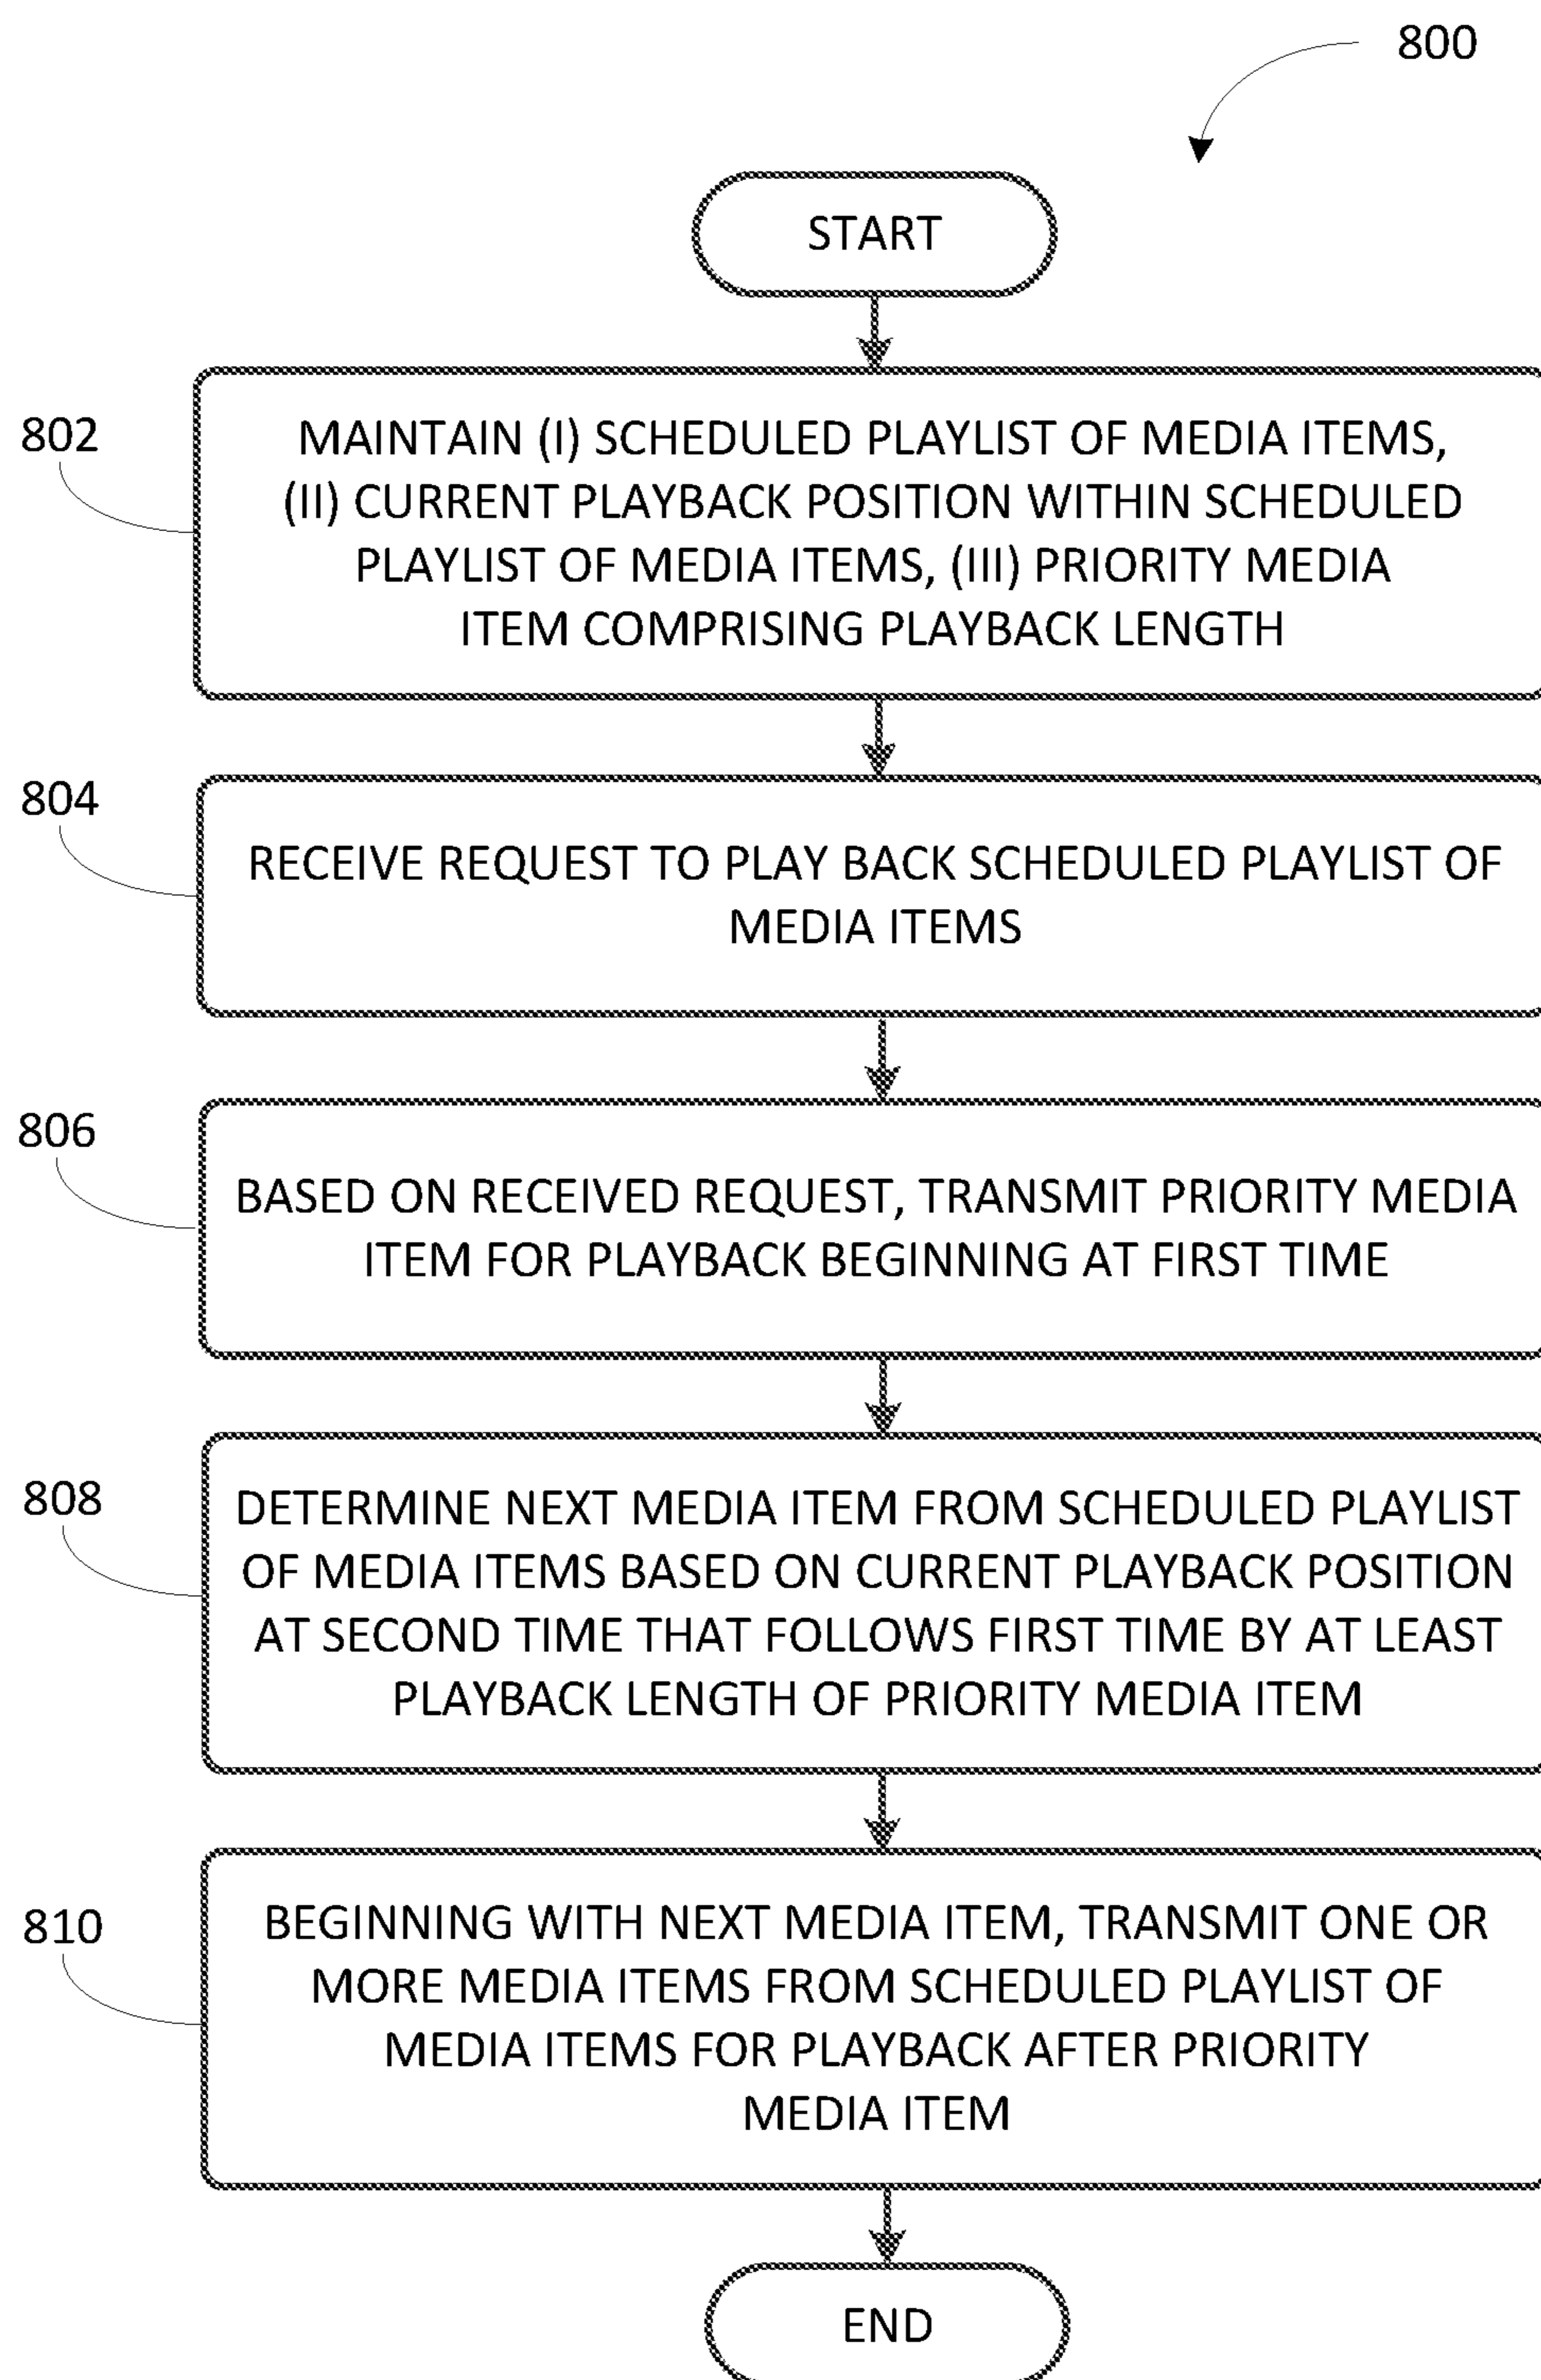 800
START
802
MAINTAIN (I) SCHEDULED PLAYLIST OF MEDIA ITEMS,
(II) CURRENT PLAYBACK POSITION WITHIN SCHEDULED
PLAYLIST OF MEDIA ITEMS, (III) PRIORITY MEDIA
ITEM COMPRISING PLAYBACK LENGTH
804
RECEIVE REQUEST TO PLAY BACK SCHEDULED PLAYLIST OF
MEDIA ITEMS
806
BASED ON RECEIVED REQUEST, TRANSMIT PRIORITY MEDIA
ITEM FOR PLAYBACK BEGINNING AT FIRST TIME
808
DETERMINE NEXT MEDIA ITEM FROM SCHEDULED PLAYLIST
OF MEDIA ITEMS BASED ON CURRENT PLAYBACK POSITION
AT SECOND TIME THAT FOLLOWS FIRST TIME BY AT LEAST
PLAYBACK LENGTH OF PRIORITY MEDIA ITEM
810
BEGINNING WITH NEXT MEDIA ITEM, TRANSMIT ONE OR
MORE MEDIA ITEMS FROM SCHEDULED PLAYLIST OF
MEDIA ITEMS FOR PLAYBACK AFTER PRIORITY
MEDIA ITEM
END